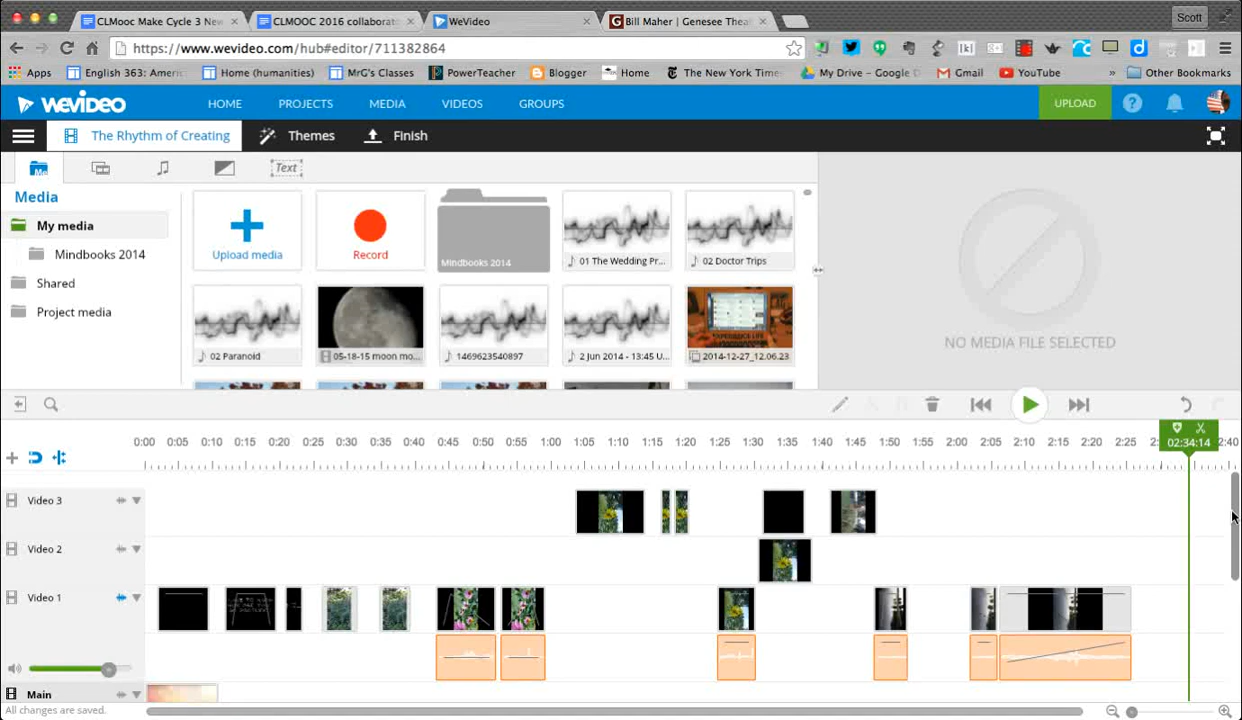 CLMooc Make Cycle 3 New
CLMOOC 2016 collaborat
WeVideo
Bill Maher | Genesee Thea
Scott
https://www.wevideo.com/hub#editor/711382864
Apps
English 363: Ameri
Home (humanities)
MrG's Classes
PowerTeacher
Blogger
Home
The New York Time
My Drive - Google D
Gmail
YouTube
»
Other Bookmarks
WEVIDEO
HOME
PROJECTS
MEDIA
VIDEOS
GROUPS
UPLOAD
?
The Rhythm of Creating
Themes
Finish
Me
Text
Media
My media
Mindbooks 2014
Shared
Project media
Upload media
Record
Mindbooks 2014
01 The Wedding Pr...
02 Doctor Trips
02 Paranoid
05-18-15 moon mo...
1469623540897
2 Jun 2014 - 13:45 U...
2014-12-27_12.06.23
NO MEDIA FILE SELECTED
0:00 0:05 0:10 0:15 0:20 0:25 0:30 0:35 0:40 0:45 0:50 0:55 1:00 1:05 1:10 1:15 1:20 1:25 1:30 1:35 1:40 1:45 1:50 1:55 2:00 2:05 2:10 2:15 2:20 2:25 2:40
02:34:14
Video 3
Video 2
Video 1
Main
All changes are saved.